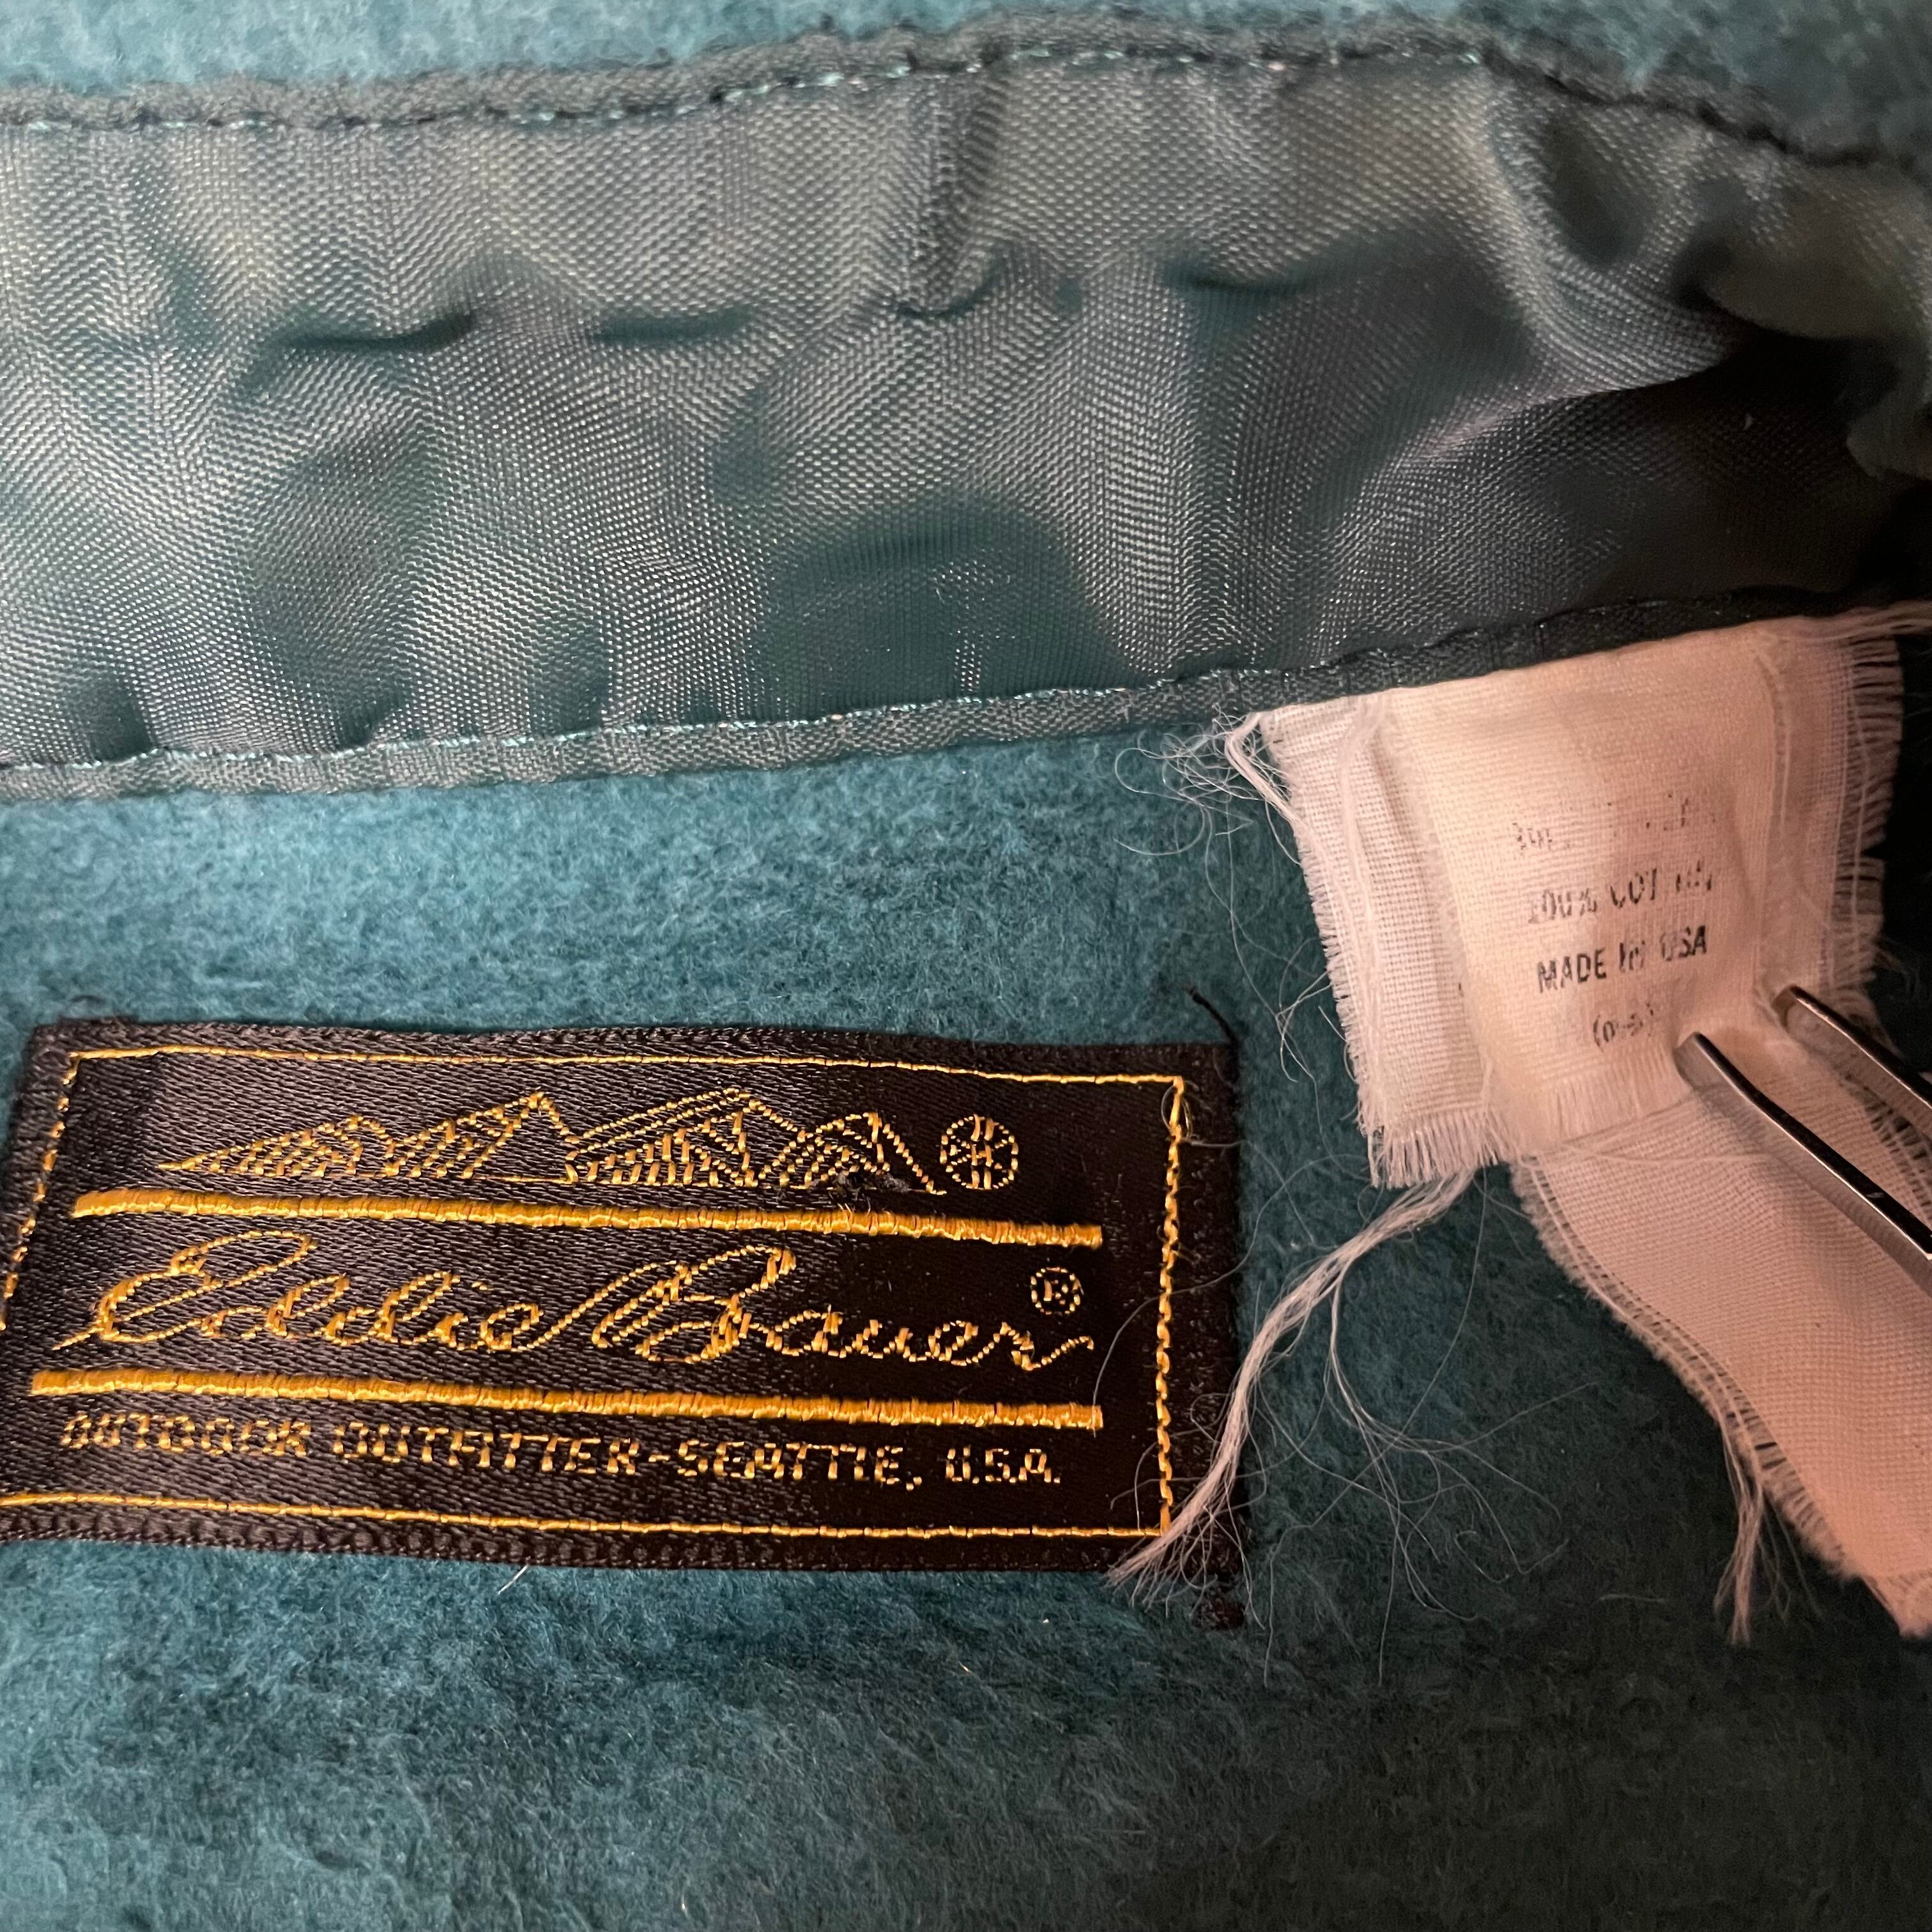 Eddie Bauer ®
OUTDOOR OUTFITTER-SEATTLE, U.S.A.
100% COTTON
MADE IN USA